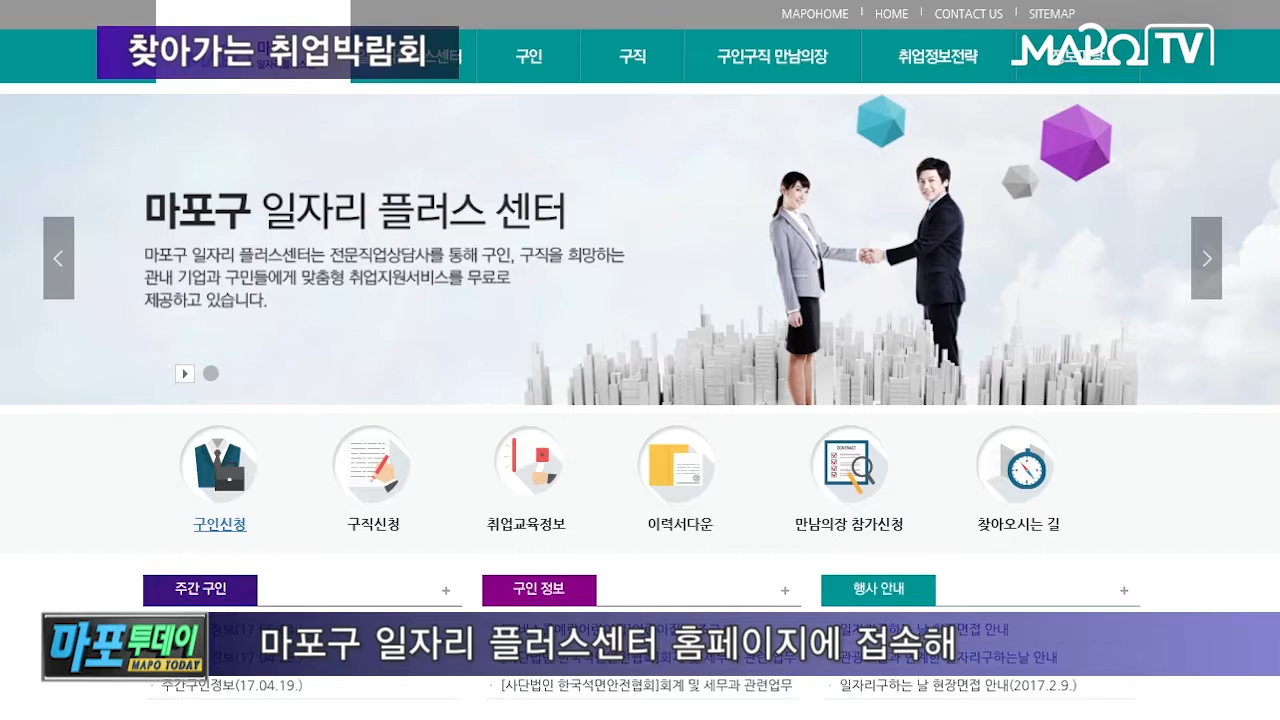 MAPOHOME HOME CONTACT US SITEMAP
찾아가는 취업박람회
구인 구직 구인구직 만남의장 취업정보전략
MAPO TV
마포구 일자리 플러스 센터
마포구 일자리 플러스센터는 전문직업상담사를 통해 구인, 구직을 희망하는
관내 기업과 구민들에게 맞춤형 취업지원서비스를 무료로
제공하고 있습니다.
CONTRACT
구인신청 구직신청 취업교육정보 이력서다운 만남의장 참가신청 찾아오시는 길
주간 구인 + 구인 정보 + 행사 안내 +
마포투데이
MAPO TODAY
마포구 일자리 플러스센터 홈페이지에 접속해
· 주간구인정보(17.04.19.) · [사단법인 한국석면안전협회]회계 및 세무과 관련업무 · 일자리구하는 날 현장면접 안내(2017.2.9.)